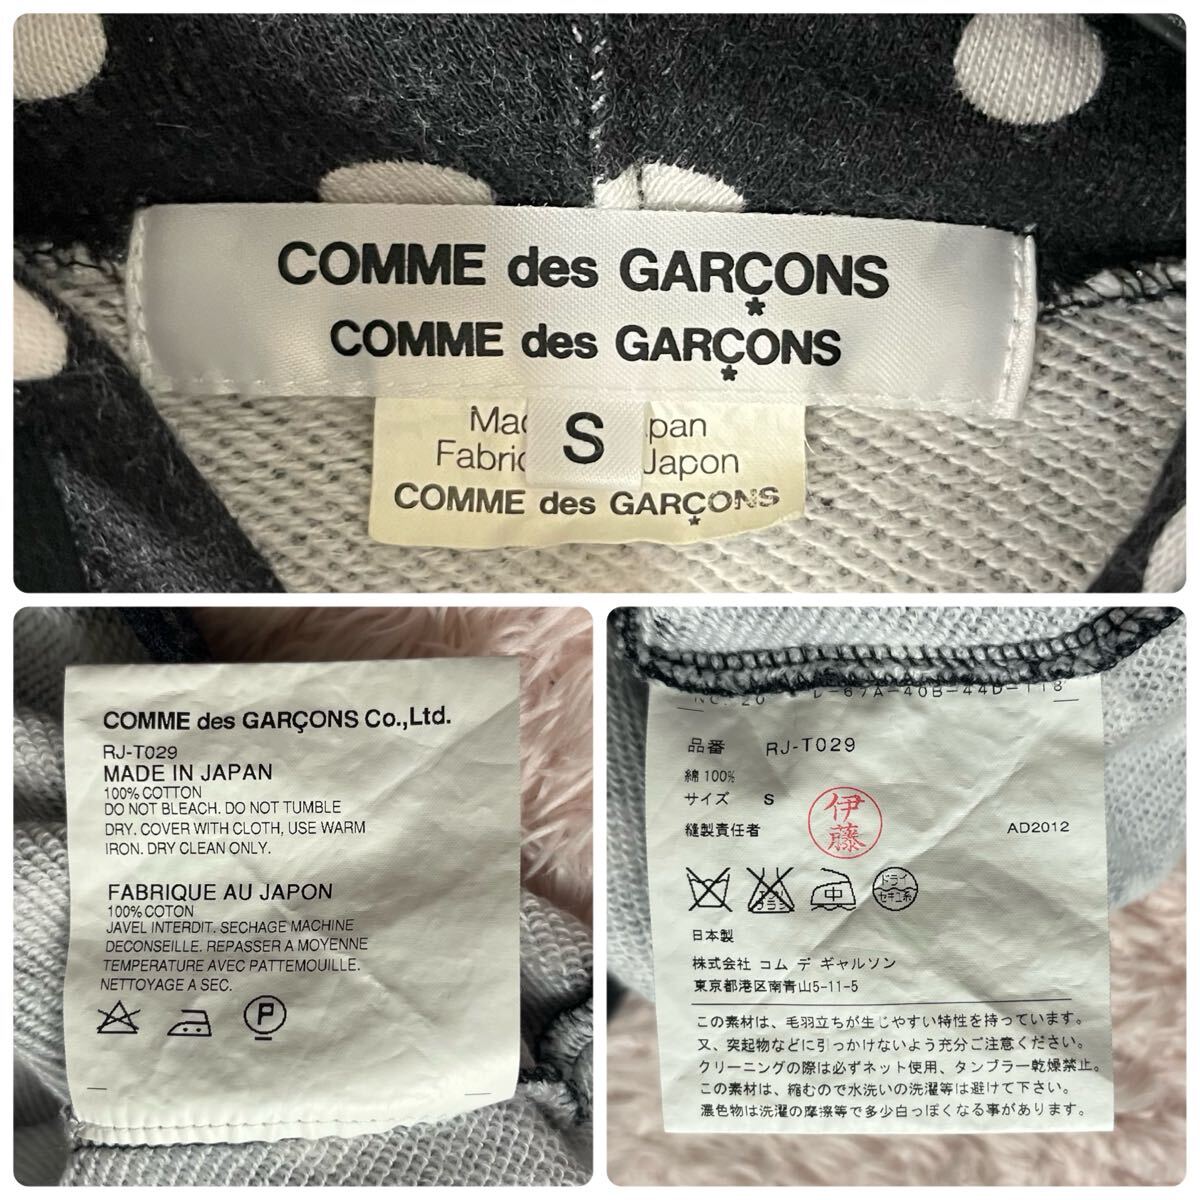 COMME des GARÇONS
COMME des GARÇONS
S
Japon
COMME des GARÇONS
COMME des GARÇONS Co.,Ltd.
RJ-T029
MADE IN JAPAN
100% COTTON
DO NOT BLEACH. DO NOT TUMBLE
DRY. COVER WITH CLOTH, USE WARM
IRON. DRY CLEAN ONLY.
FABRIQUE AU JAPON
100% COTON
JAVEL INTERDIT. SECHAGE MACHINE
DECONSEILLE. REPASSER A MOYENNE
TEMPERATURE AVEC PATTEMOUILLE.
NETTOYAGE A SEC.
P
品番 RJ-T029
綿100%
サイズ S
縫製責任者 伊藤 AD2012
中 ドライ セキユ系
日本製
株式会社 コム デ ギャルソン
東京都港区南青山5-11-5
この素材は、毛羽立ちが生じやすい特性を持っています。
又、突起物などに引っかけないよう充分ご注意ください。
クリーニングの際は必ずネット使用、タンブラー乾燥禁止。
この素材は、縮むので水洗いの洗濯等は避けて下さい。
濃色物は洗濯の摩擦等で多少白っぽくなる事があります。